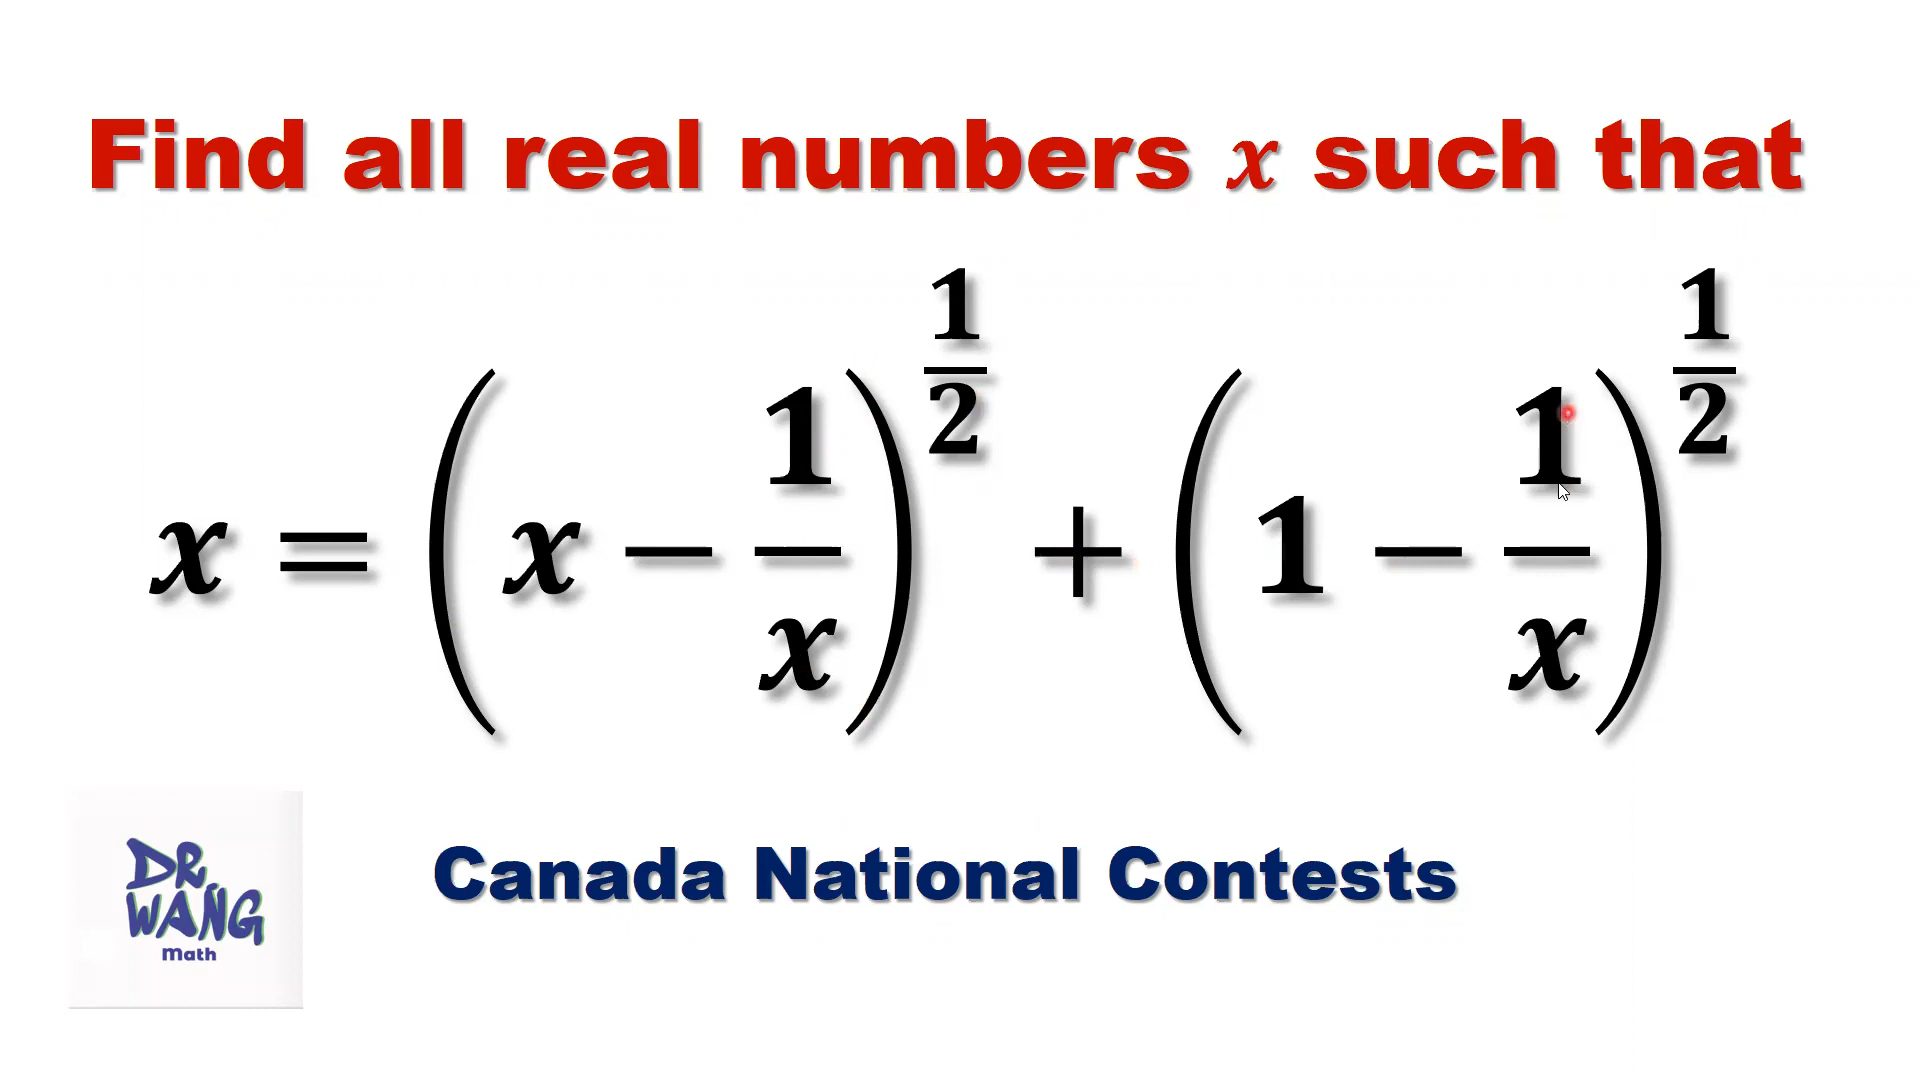 Find all real numbers x such that
x = (x − 1/x)^(1/2) + (1 − 1/x)^(1/2)
DR
WANG
Math
Canada National Contests